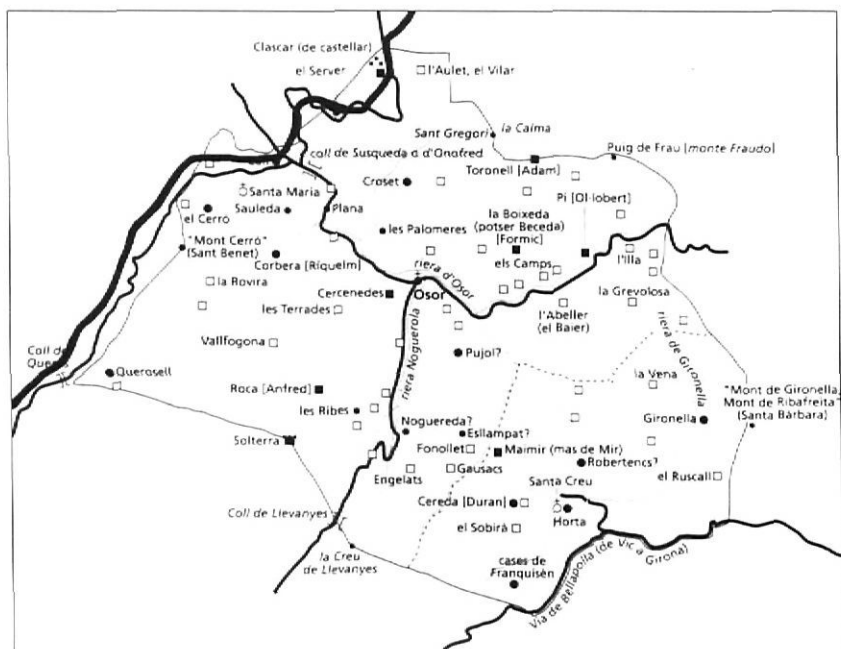 Clascar (de castellar)
el Server
l'Aulet, el Vilar
Sant Gregori
la Caima
coll de Susqueda o d'Onofred
Puig de Frau [monte Fraudo]
Toronell [Adam]
Croset
Pi [Ol·lobert]
Santa Maria
Sauleda
Plana
el Cerró
la Boixeda
(potser Beceda)
[Formic]
les Palomeres
"Mont Cerró"
(Sant Benet)
Corbera [Riquelm]
els Camps
l'Illa
riera d'Osor
la Rovira
Cercenedes
Osor
la Grevolosa
les Terrades
l'Abeller
(el Baier)
riera Noguerola
riera de Gironella
Vallfogona
Pujol?
Coll de
Querosell
la Vena
"Mont de Gironella,
Mont de Ribafreita"
(Santa Bàrbara)
Roca [Anfred]
les Ribes
Gironella
Noguereda?
Esllampat?
Solterra
Fonollet
Maimir (mas de Mir)
Robertencs?
Engelats
Gausacs
Santa Creu
el Ruscall
Cereda [Duran]
Horta
Coll de Llevanyes
el Sobirà
la Creu
de Llevanyes
cases de
Franquisèn
Via de Bellapolla (de Vic a
Girona)